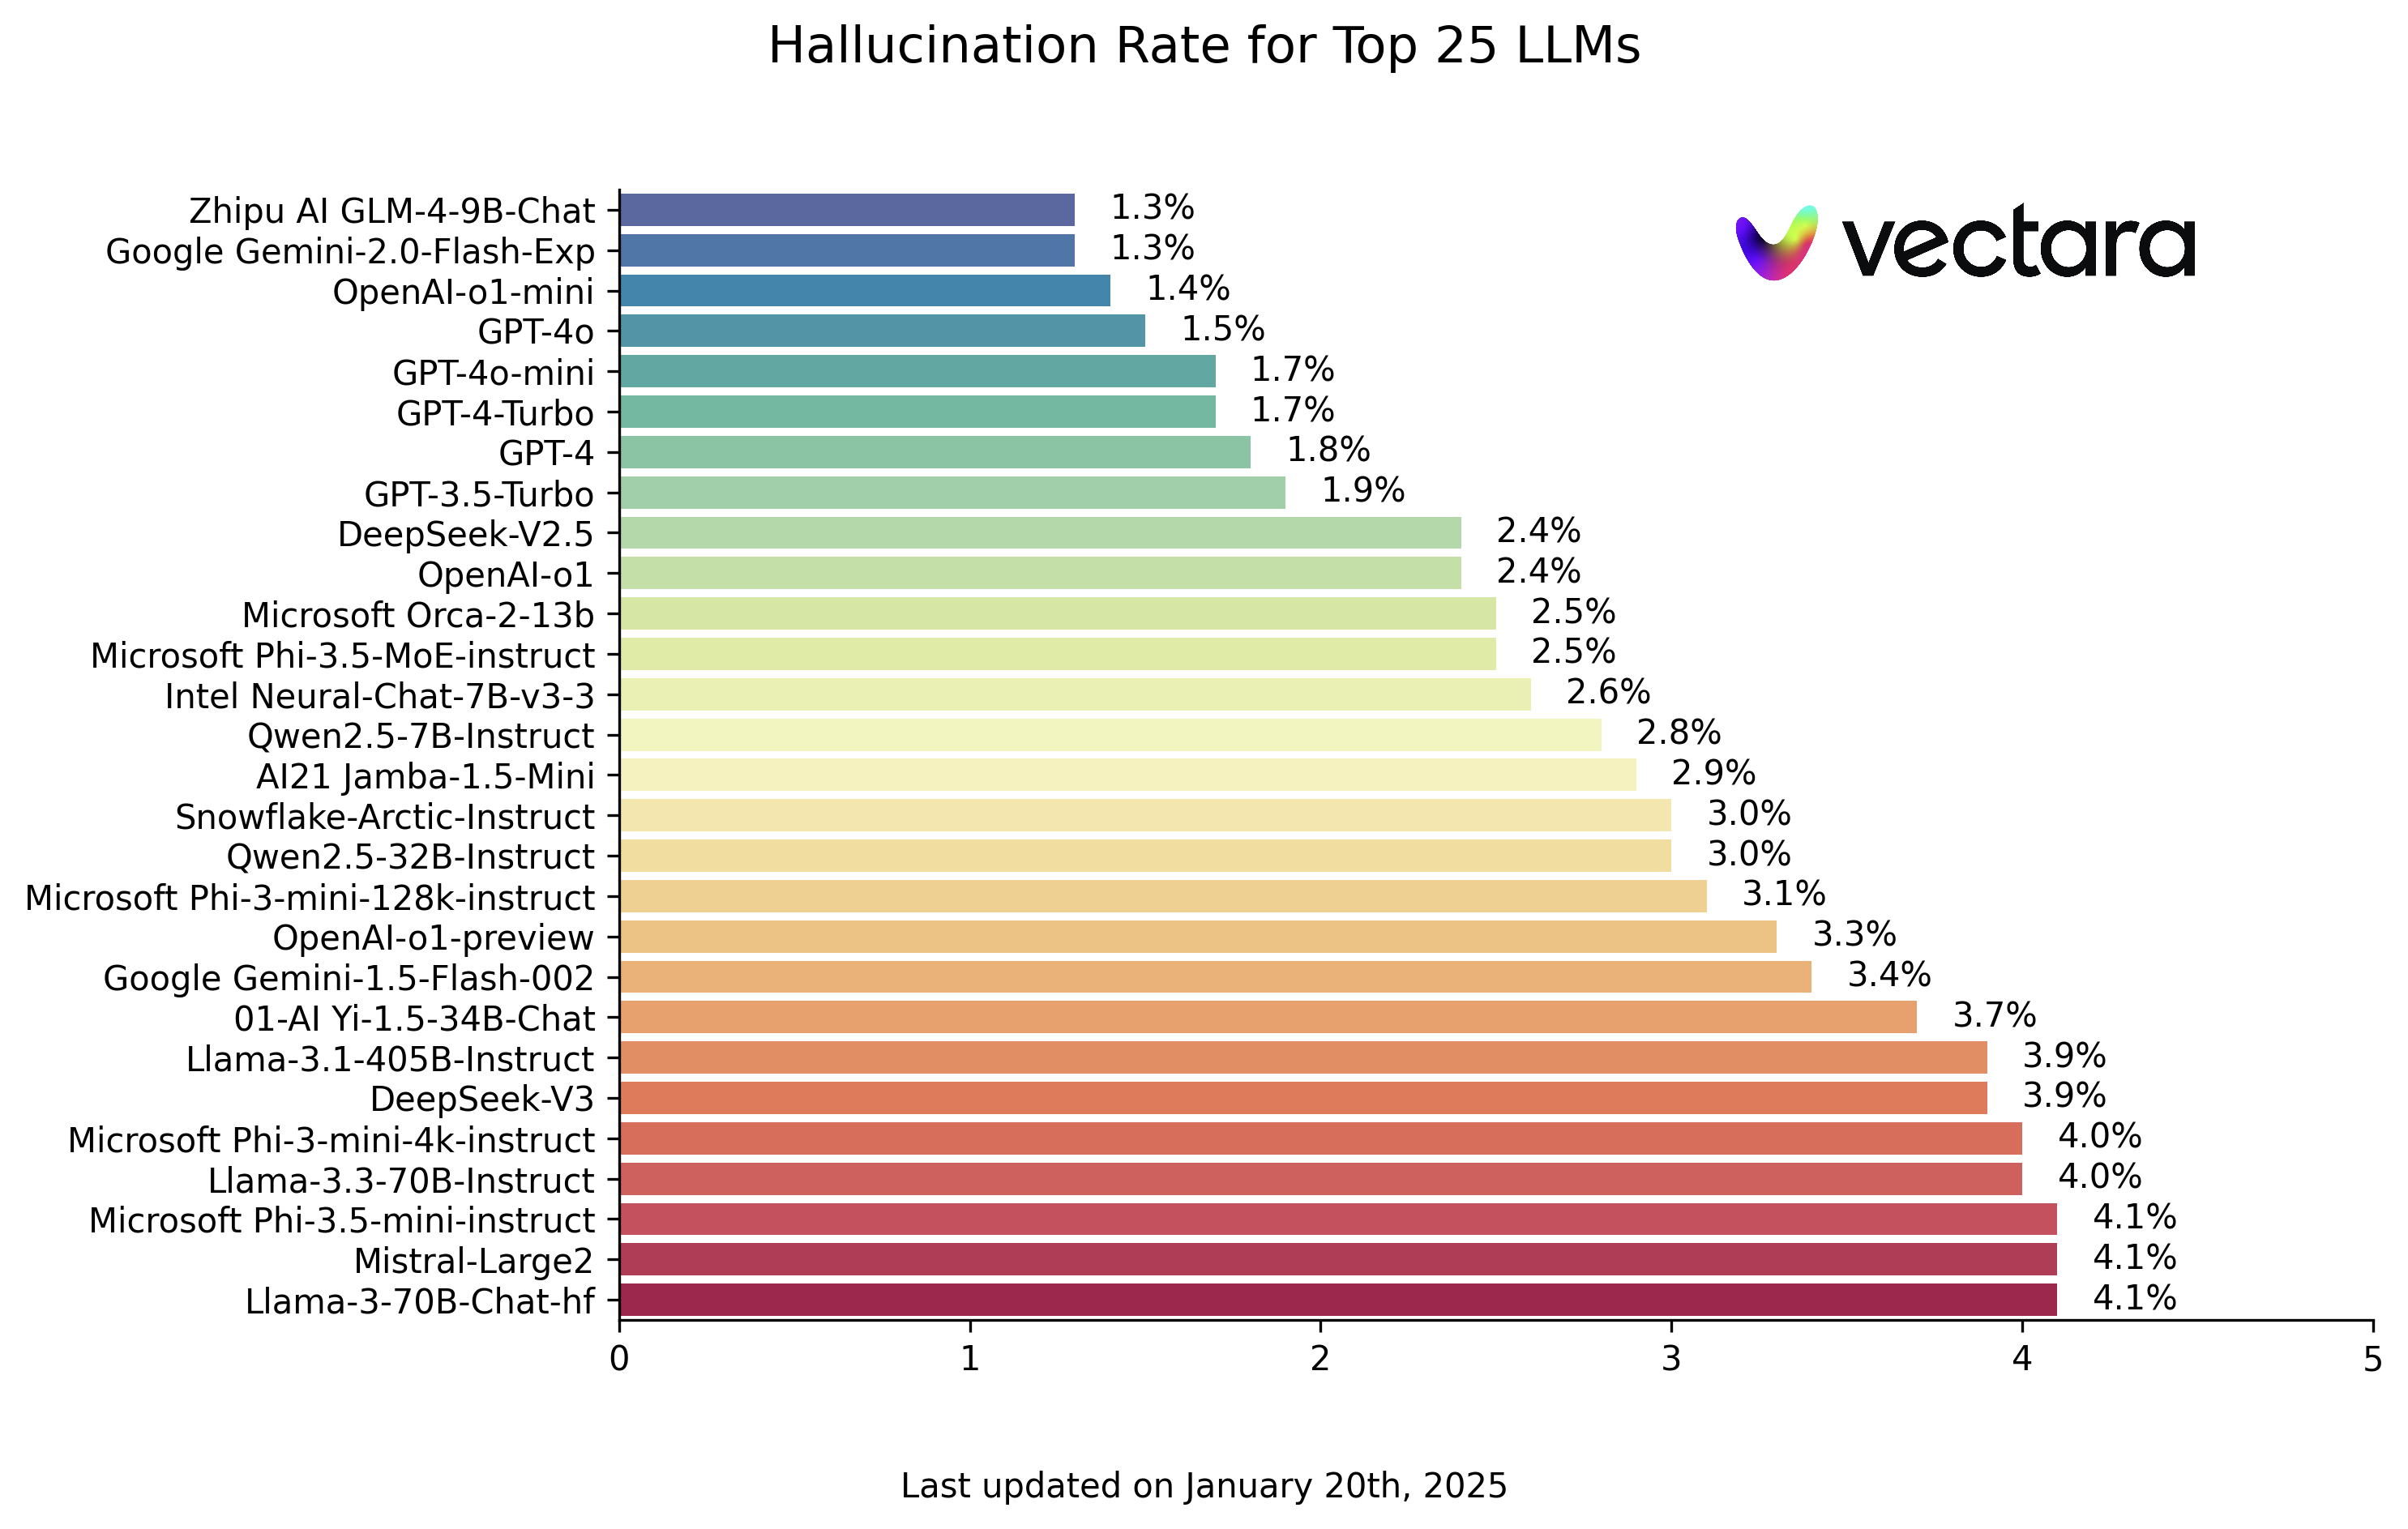 Hallucination Rate for Top 25 LLMs
vectara
Zhipu AI GLM-4-9B-Chat 1.3%
Google Gemini-2.0-Flash-Exp 1.3%
OpenAI-o1-mini 1.4%
GPT-4o 1.5%
GPT-4o-mini 1.7%
GPT-4-Turbo 1.7%
GPT-4 1.8%
GPT-3.5-Turbo 1.9%
DeepSeek-V2.5 2.4%
OpenAI-o1 2.4%
Microsoft Orca-2-13b 2.5%
Microsoft Phi-3.5-MoE-instruct 2.5%
Intel Neural-Chat-7B-v3-3 2.6%
Qwen2.5-7B-Instruct 2.8%
AI21 Jamba-1.5-Mini 2.9%
Snowflake-Arctic-Instruct 3.0%
Qwen2.5-32B-Instruct 3.0%
Microsoft Phi-3-mini-128k-instruct 3.1%
OpenAI-o1-preview 3.3%
Google Gemini-1.5-Flash-002 3.4%
01-AI Yi-1.5-34B-Chat 3.7%
Llama-3.1-405B-Instruct 3.9%
DeepSeek-V3 3.9%
Microsoft Phi-3-mini-4k-instruct 4.0%
Llama-3.3-70B-Instruct 4.0%
Microsoft Phi-3.5-mini-instruct 4.1%
Mistral-Large2 4.1%
Llama-3-70B-Chat-hf 4.1%
0 1 2 3 4 5
Last updated on January 20th, 2025